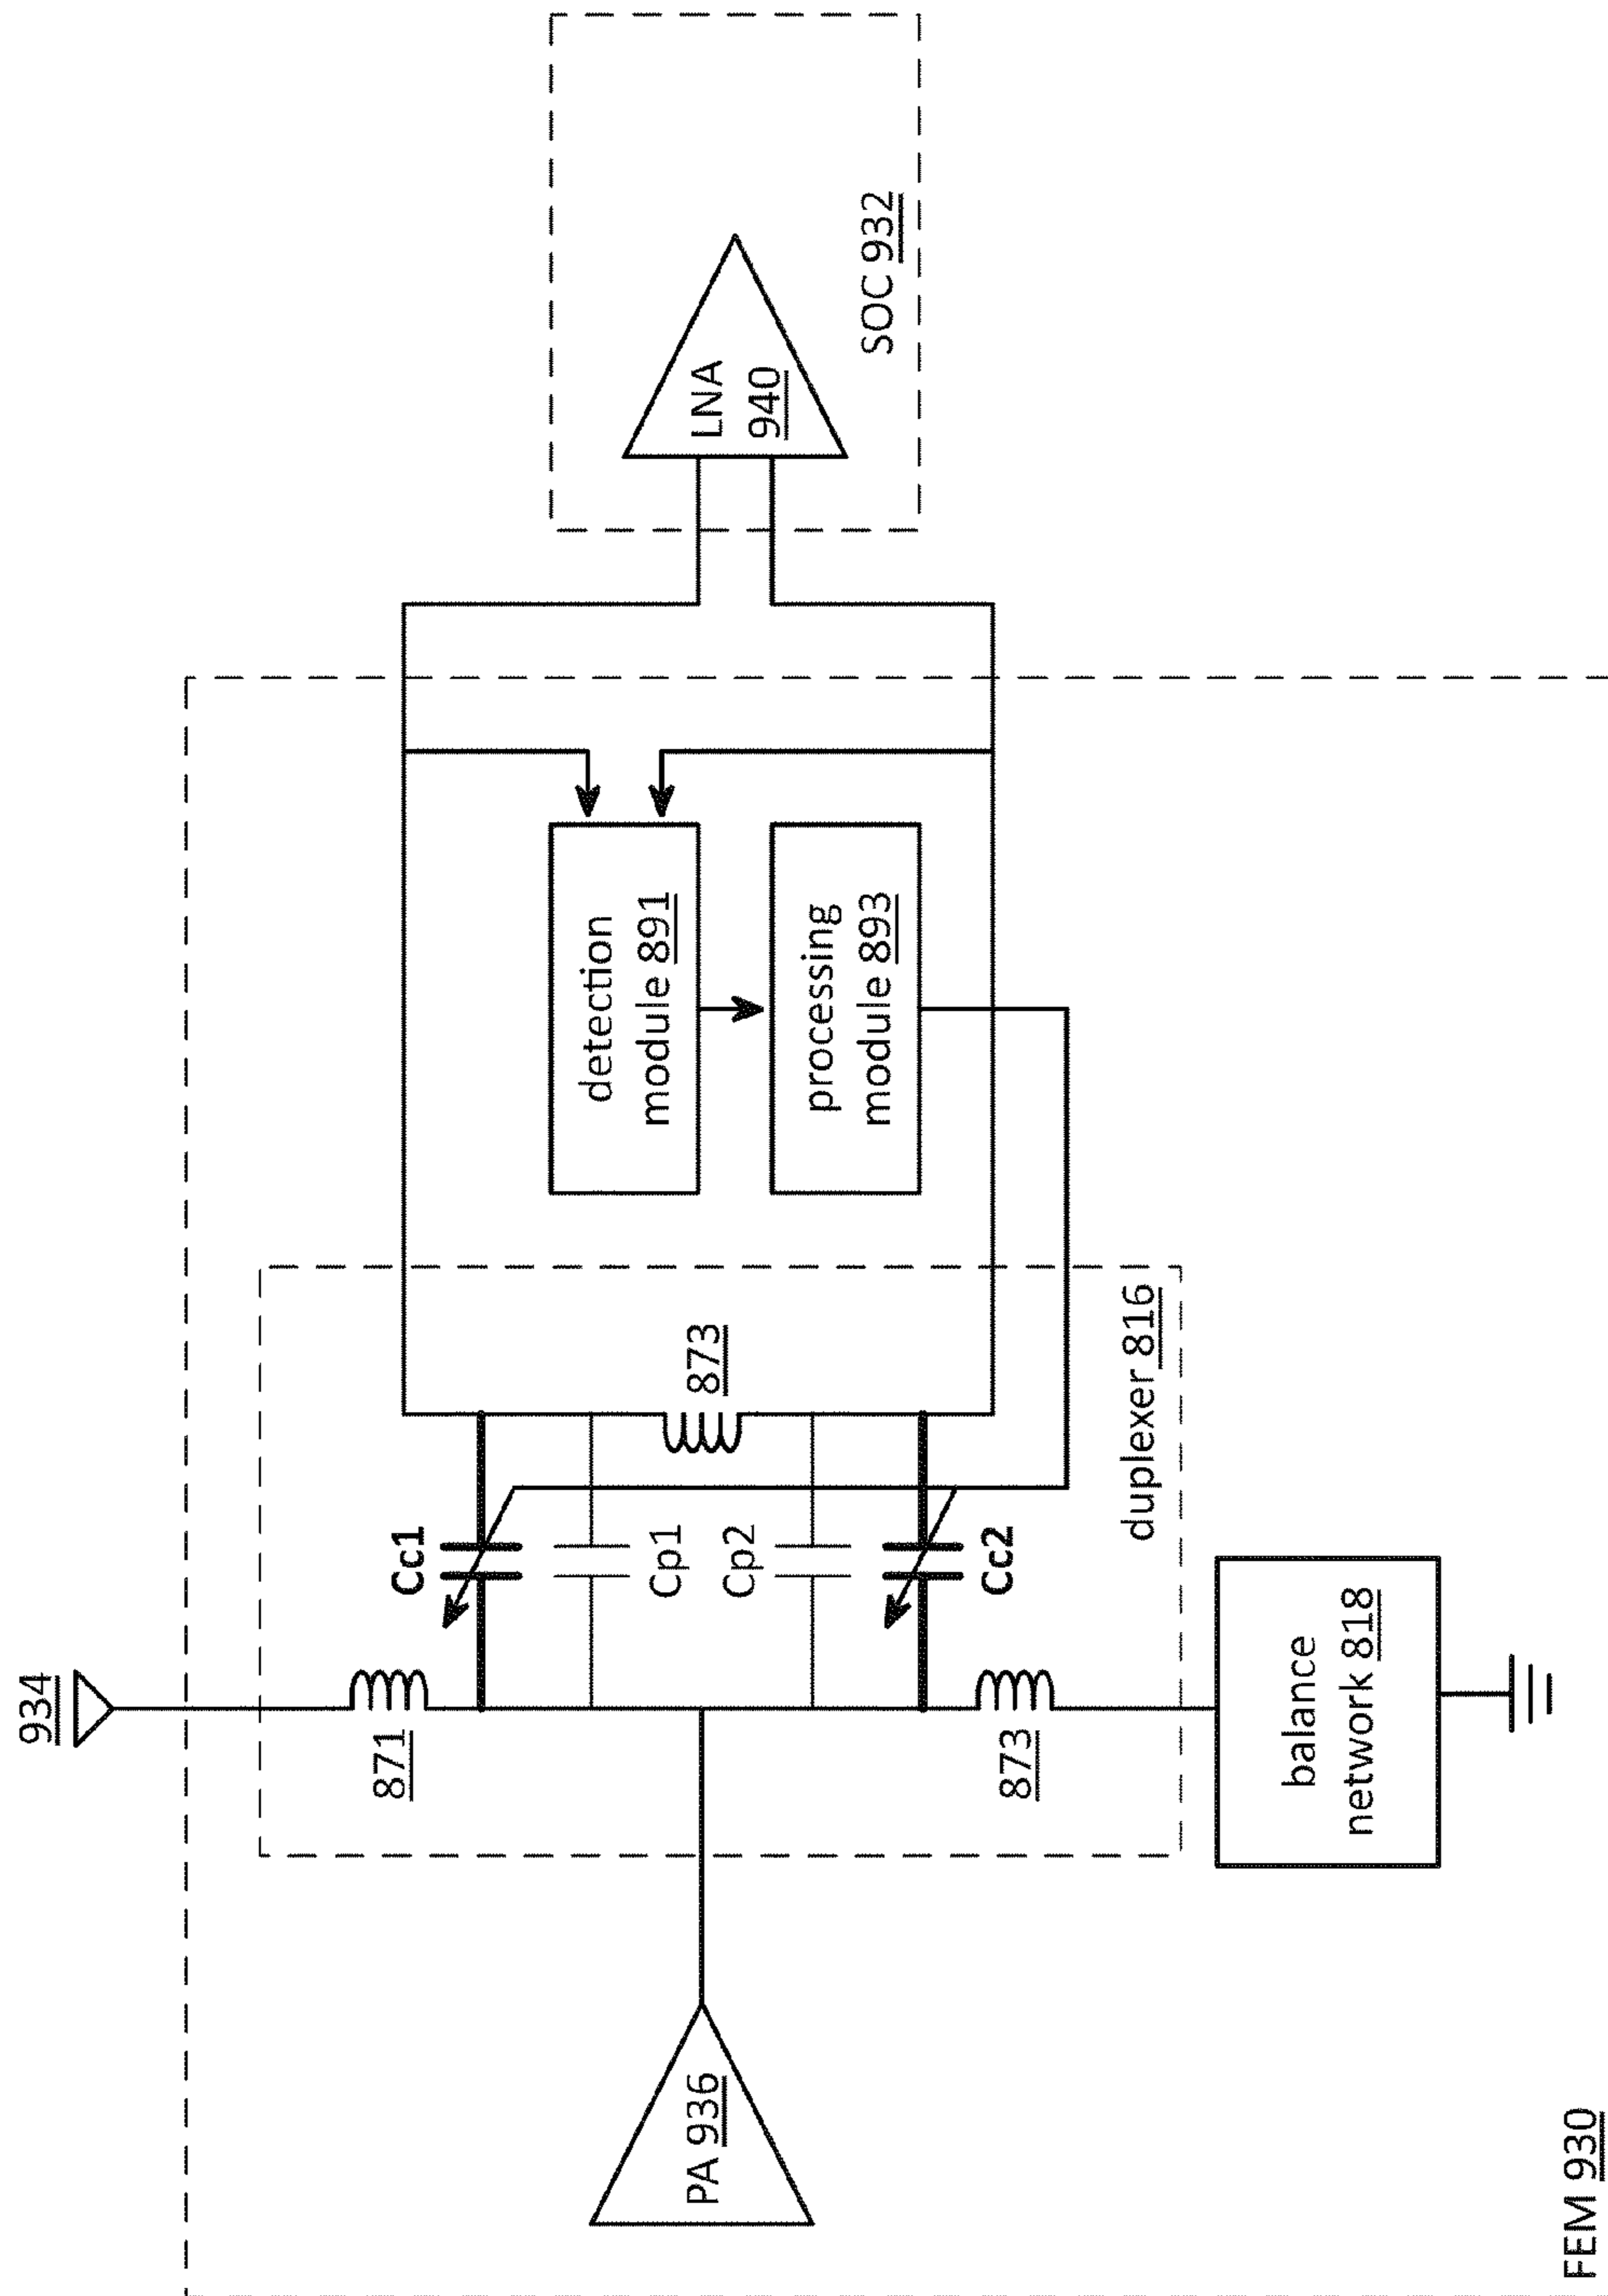 934
871
Cc1
Cp1
Cp2
Cc2
873
873
duplexer 816
balance
network 818
PA 936
FEM 930
detection
module 891
processing
module 893
LNA
940
SOC 932